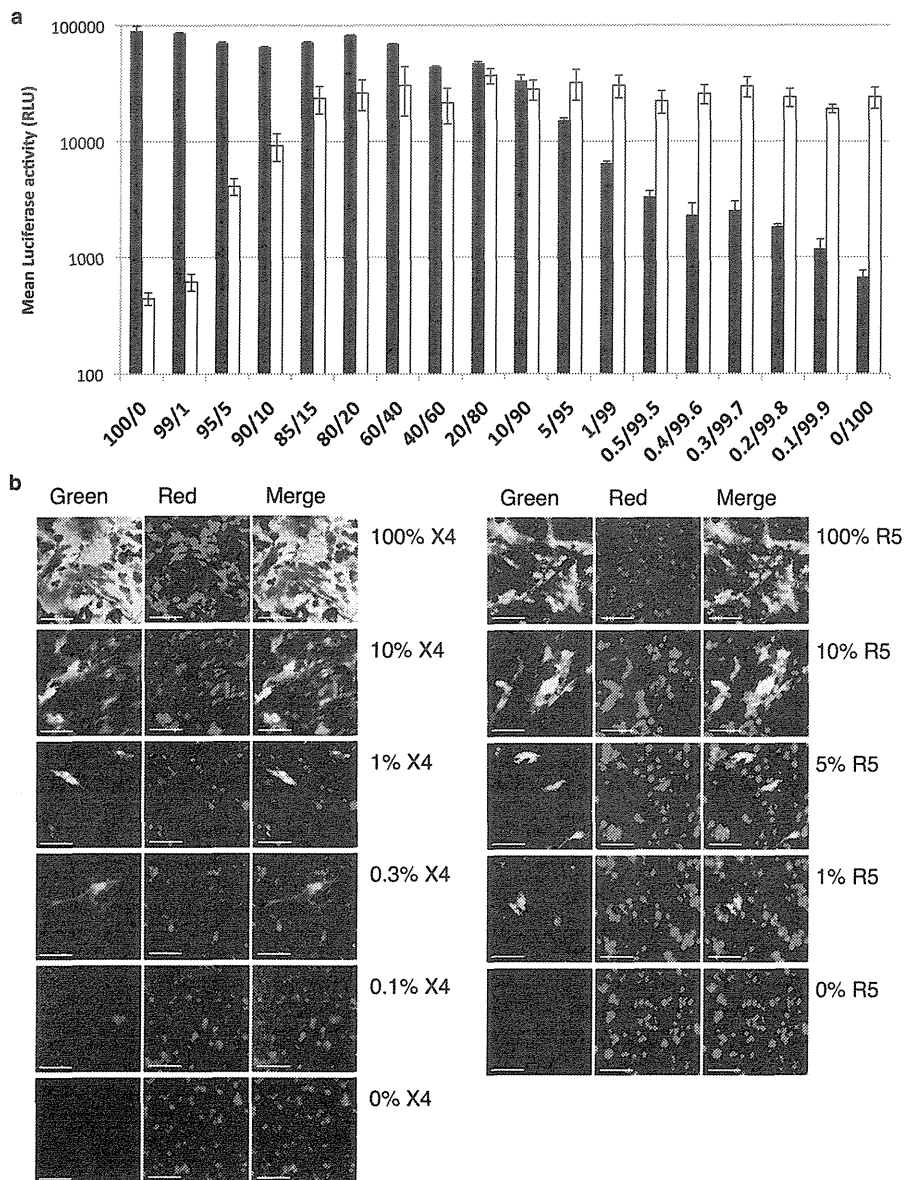 a
100000
10000
1000
100
Mean Luciferase activity (RLU)
100/0 99/1 95/5 90/10 85/15 80/20 60/40 40/60 20/80 10/90 5/95 1/99 0.5/99.5 0.4/99.6 0.3/99.7 0.2/99.8 0.1/99.9 0/100
b
Green Red Merge
100% X4
10% X4
1% X4
0.3% X4
0.1% X4
0% X4
Green Red Merge
100% R5
10% R5
5% R5
1% R5
0% R5